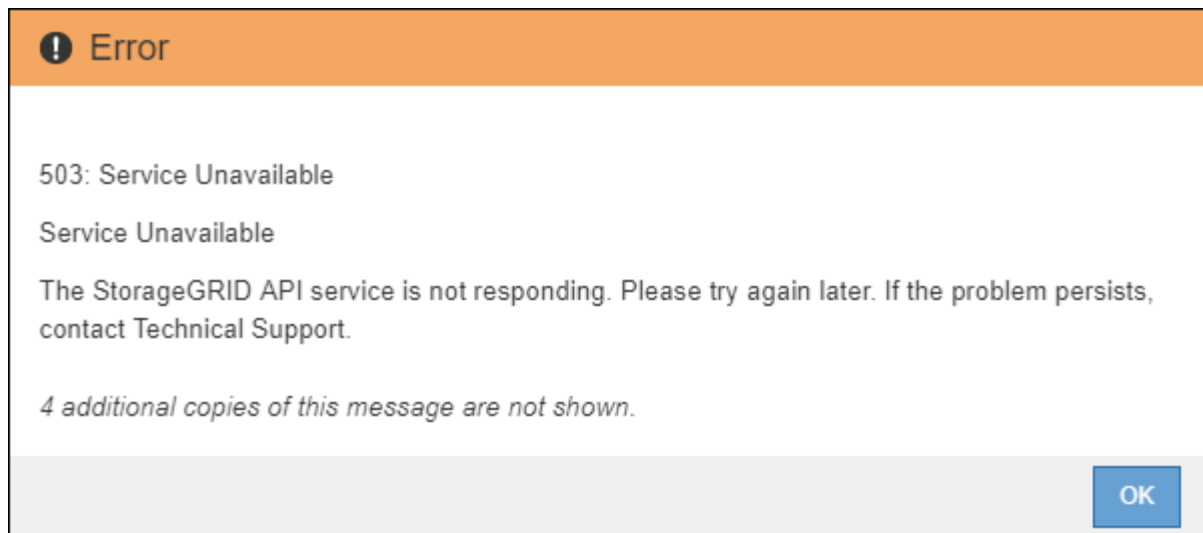 Error
503: Service Unavailable
Service Unavailable
The StorageGRID API service is not responding. Please try again later. If the problem persists,
contact Technical Support.
4 additional copies of this message are not shown.
OK